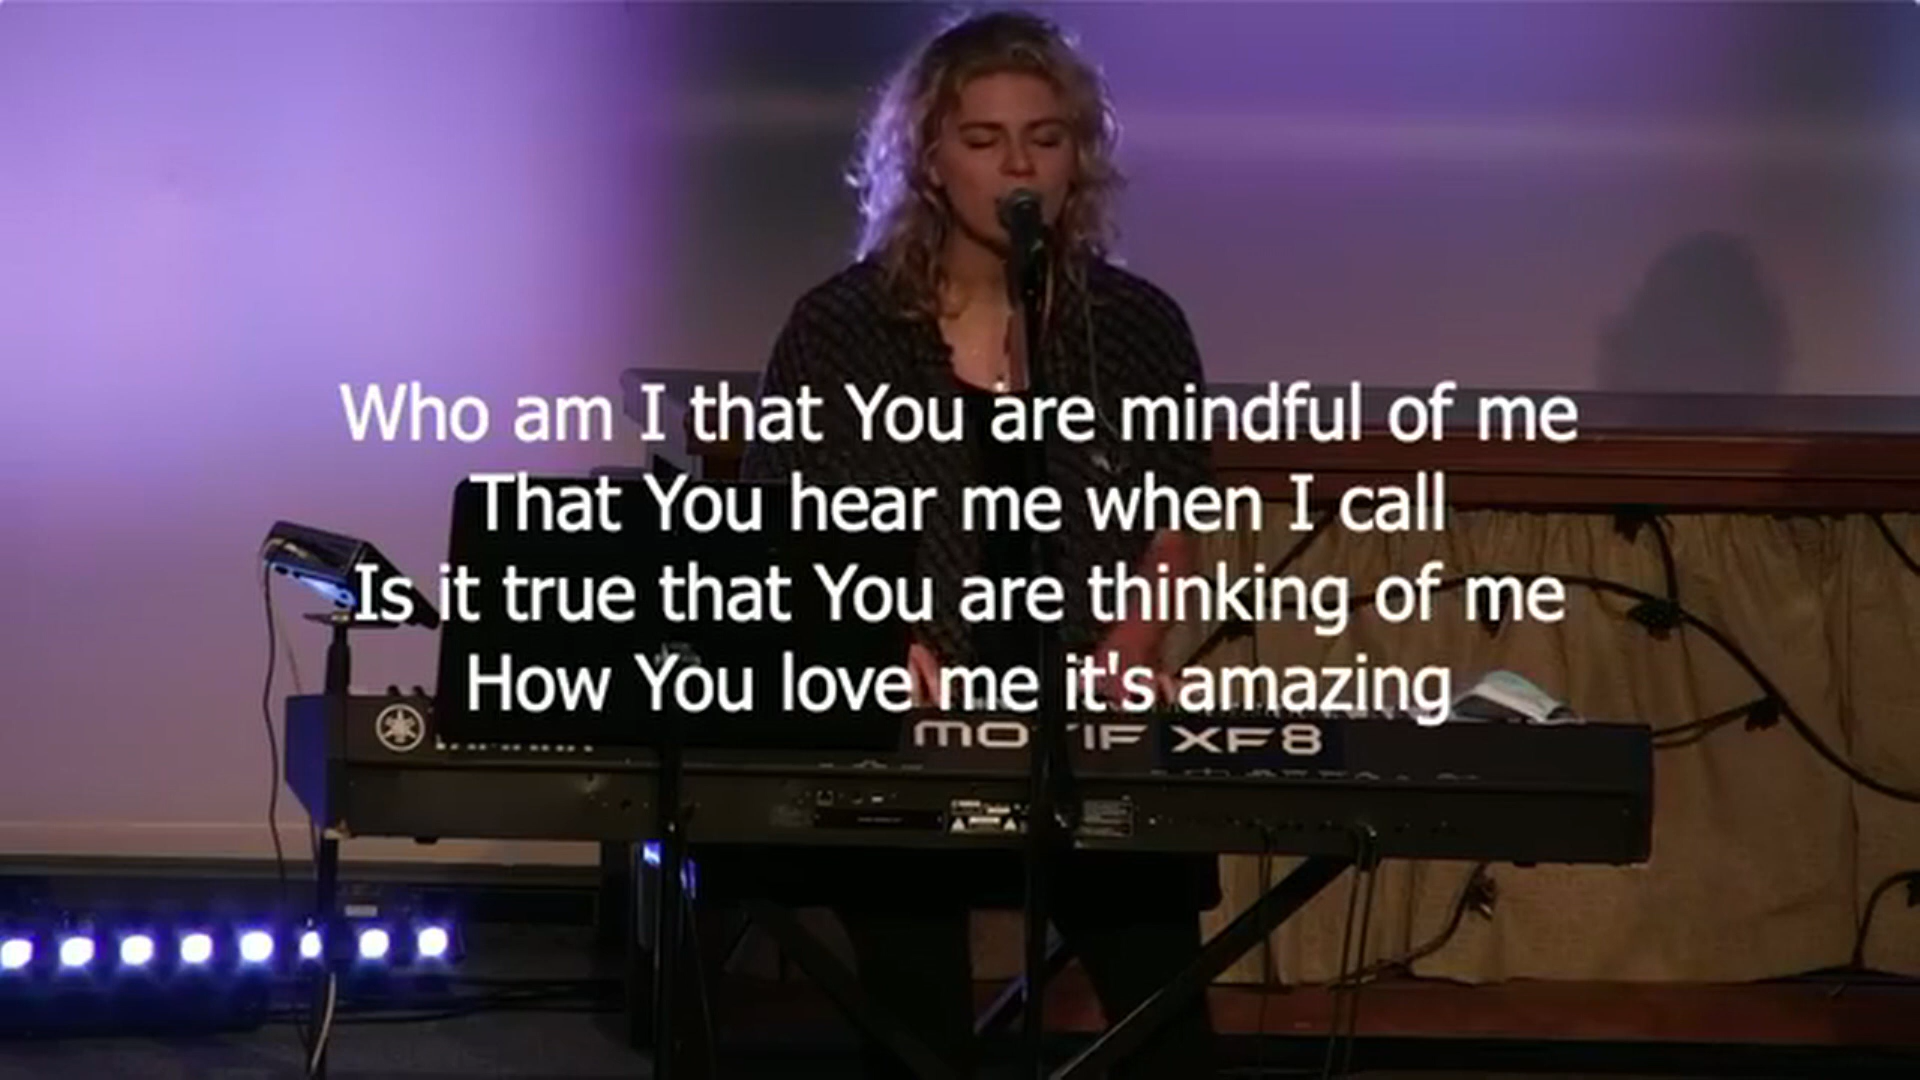 Who am I that You are mindful of me
That You hear me when I call
Is it true that You are thinking of me
How You love me it's amazing
MOTIF XF8